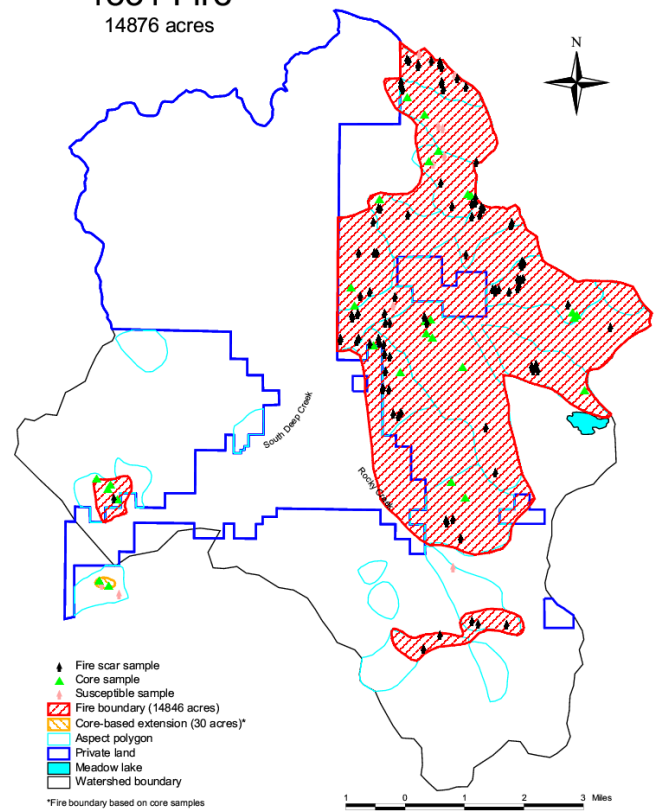 14876 acres
N
South Deep Creek
Fire scar sample
Core sample
Susceptible sample
Fire boundary (14846 acres)
Core-based extension (30 acres)*
Aspect polygon
Private land
Meadow lake
Watershed boundary
*Fire boundary based on core samples
1 0 1 2 3 Miles